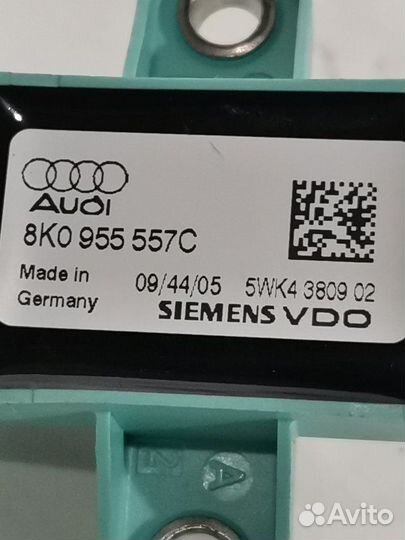 AUDI
8K0 955 557C
Made in Germany
09/44/05 5WK4 3809 02
SIEMENS VDO
A
Avito